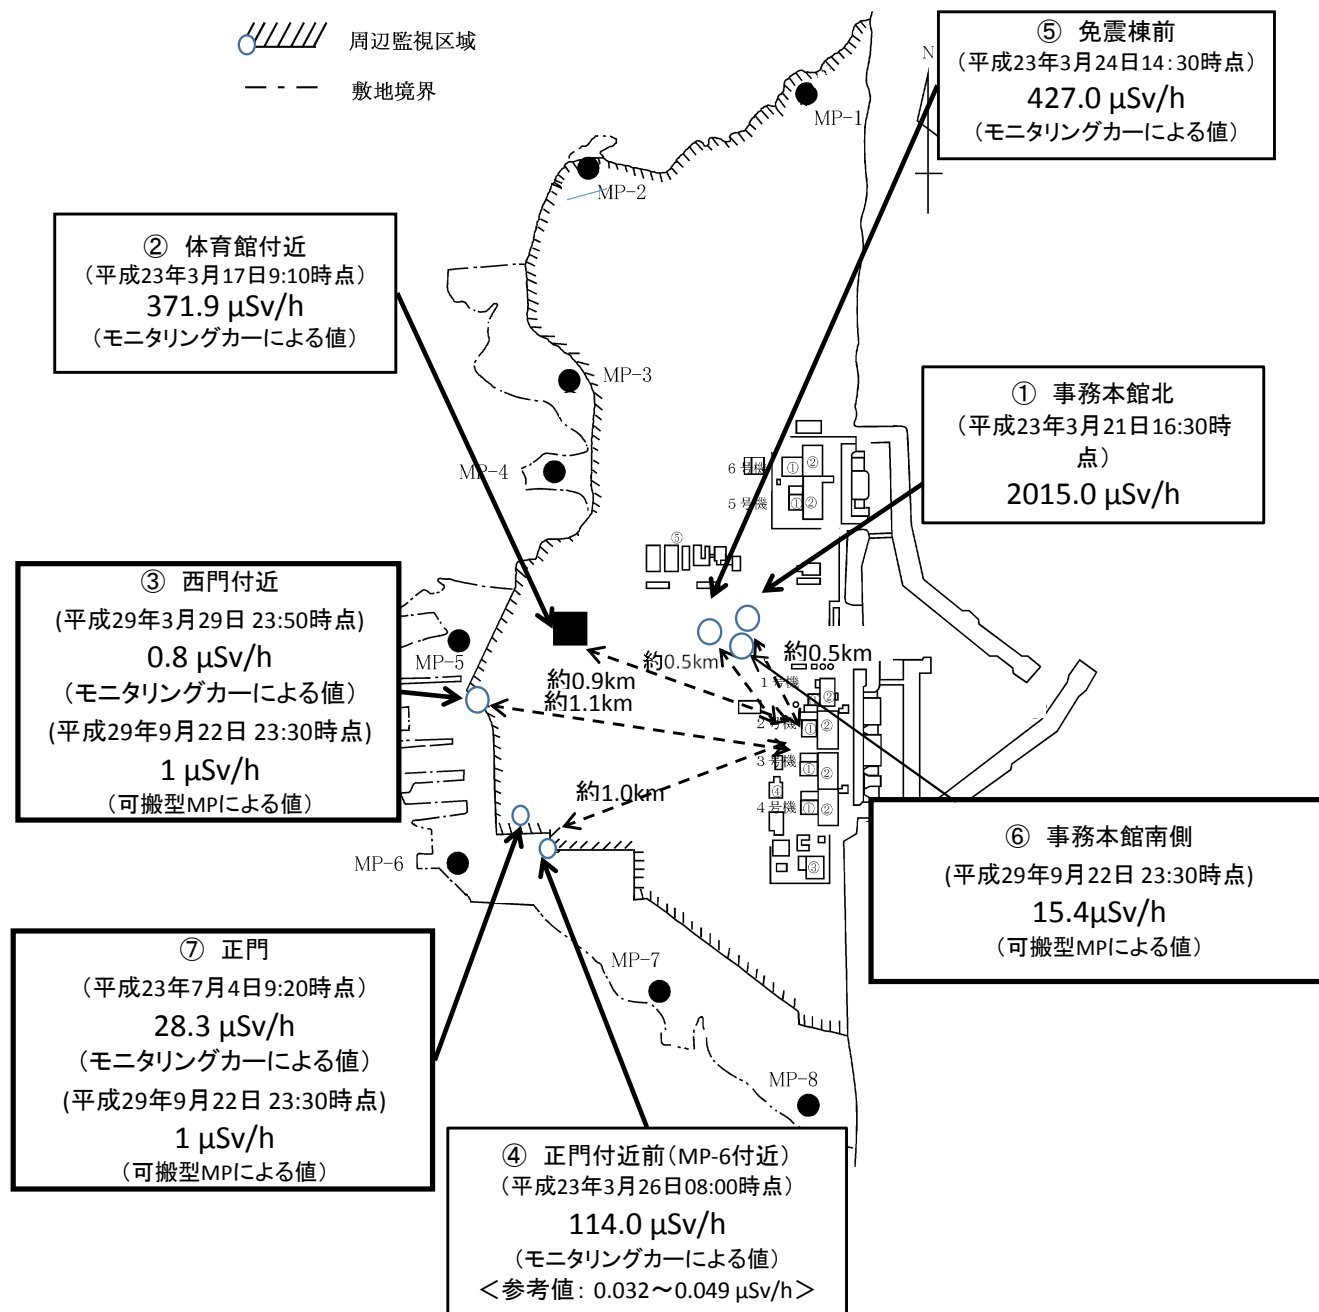 周辺監視区域
敷地境界
⑤ 免震棟前
（平成23年3月24日14:30時点）
427.0 μSv/h
（モニタリングカーによる値）
N
MP-1
MP-2
② 体育館付近
（平成23年3月17日9:10時点）
371.9 μSv/h
（モニタリングカーによる値）
MP-3
① 事務本館北
（平成23年3月21日16:30時
点）
2015.0 μSv/h
MP-4
6号機
①
②
5号機
①
②
⑤
③ 西門付近
(平成29年3月29日 23:50時点)
0.8 μSv/h
（モニタリングカーによる値）
(平成29年9月22日 23:30時点)
1 μSv/h
（可搬型MPによる値）
MP-5
約0.5km
約0.5km
約0.9km
約1.1km
1号機
②
2号機
①
②
3号機
①
②
④
4号機
①
②
③
約1.0km
MP-6
⑥ 事務本館南側
(平成29年9月22日 23:30時点)
15.4μSv/h
（可搬型MPによる値）
⑦ 正門
（平成23年7月4日9:20時点）
28.3 μSv/h
（モニタリングカーによる値）
(平成29年9月22日 23:30時点)
1 μSv/h
（可搬型MPによる値）
MP-7
MP-8
④ 正門付近前（MP-6付近）
（平成23年3月26日08:00時点）
114.0 μSv/h
（モニタリングカーによる値）
＜参考値：0.032～0.049 μSv/h＞